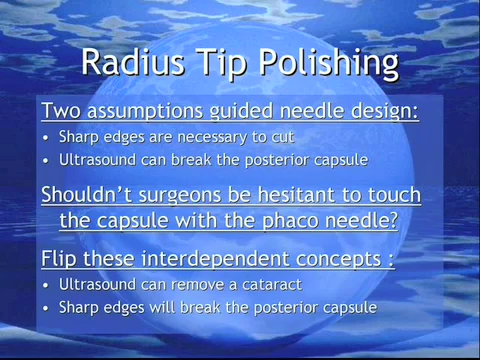 Radius Tip Polishing
Two assumptions guided needle design:
• Sharp edges are necessary to cut
• Ultrasound can break the posterior capsule
Shouldn't surgeons be hesitant to touch
the capsule with the phaco needle?
Flip these interdependent concepts :
• Ultrasound can remove a cataract
• Sharp edges will break the posterior capsule